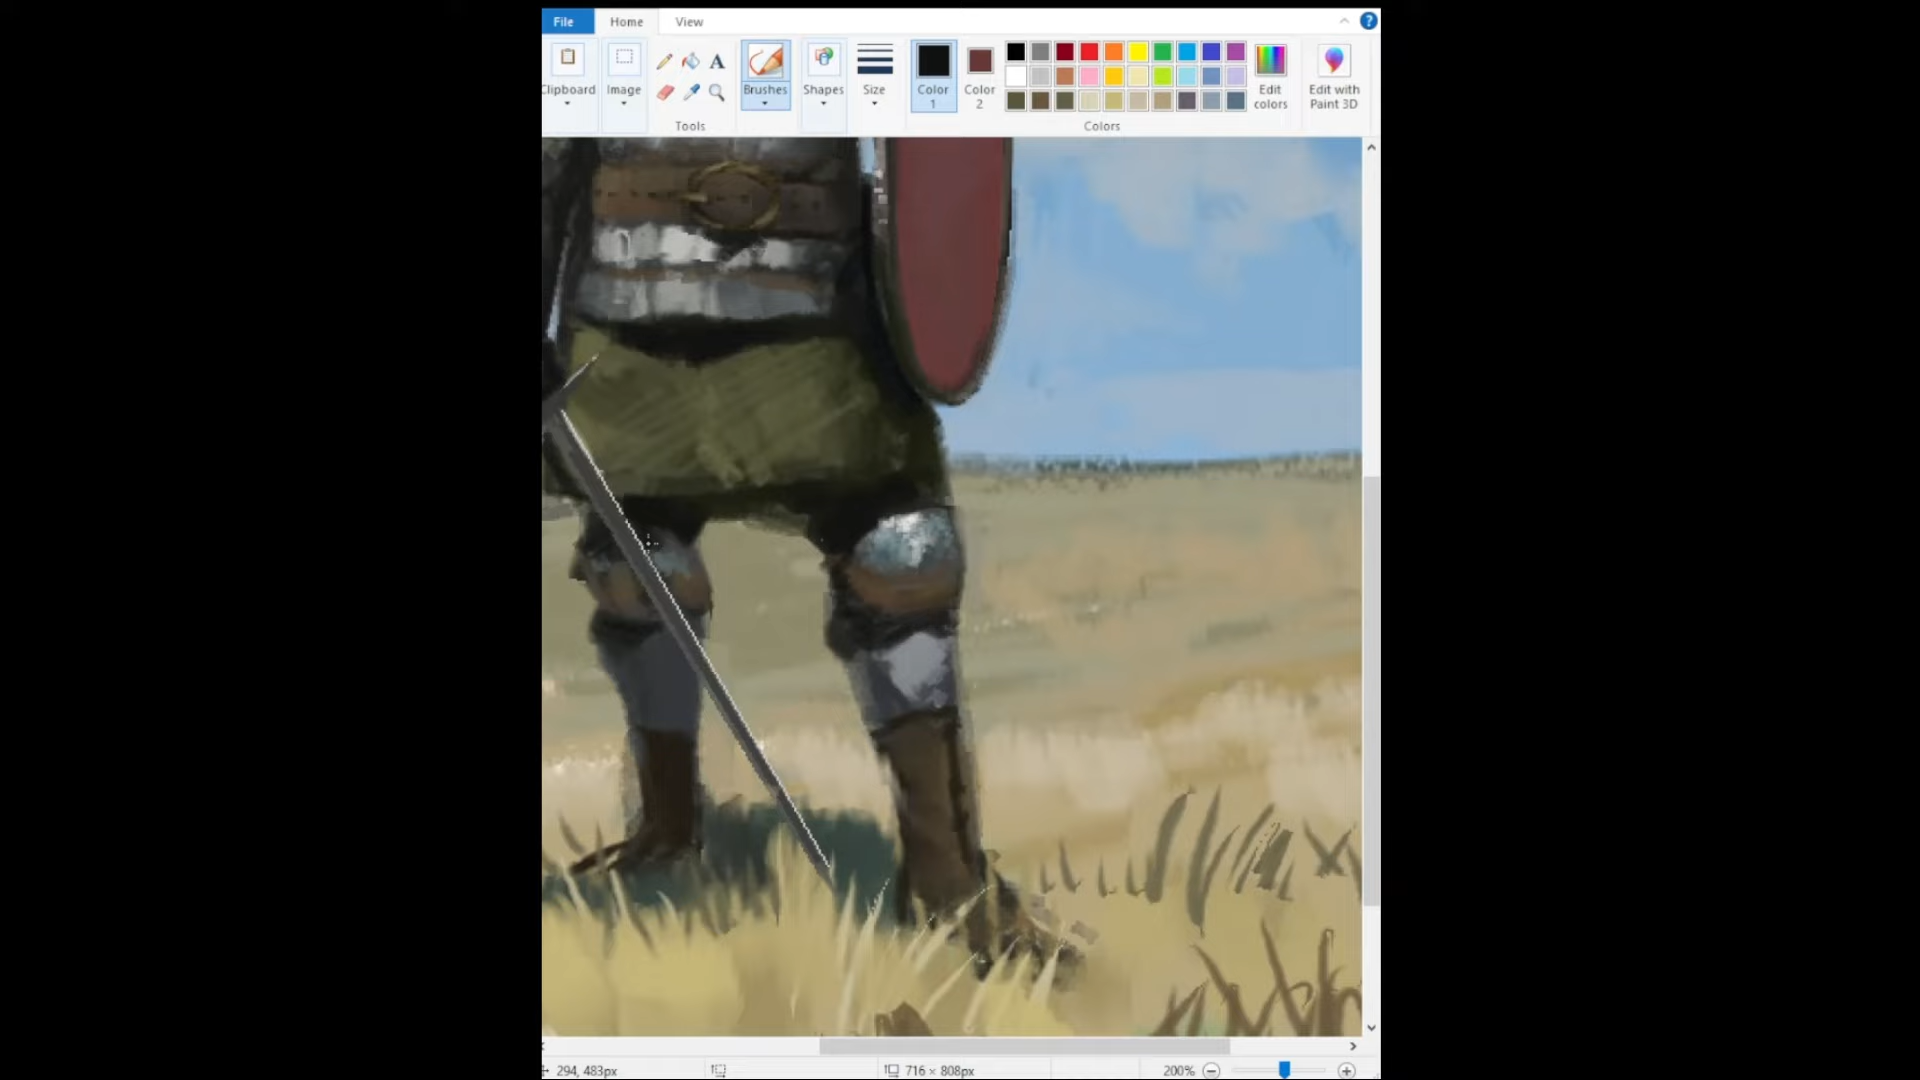 File Home View
Clipboard
Image
A
Tools
Brushes
Shapes
Size
Color 1
Color 2
Edit colors
Edit with Paint 3D
Colors
294, 483px
716 × 808px
200%